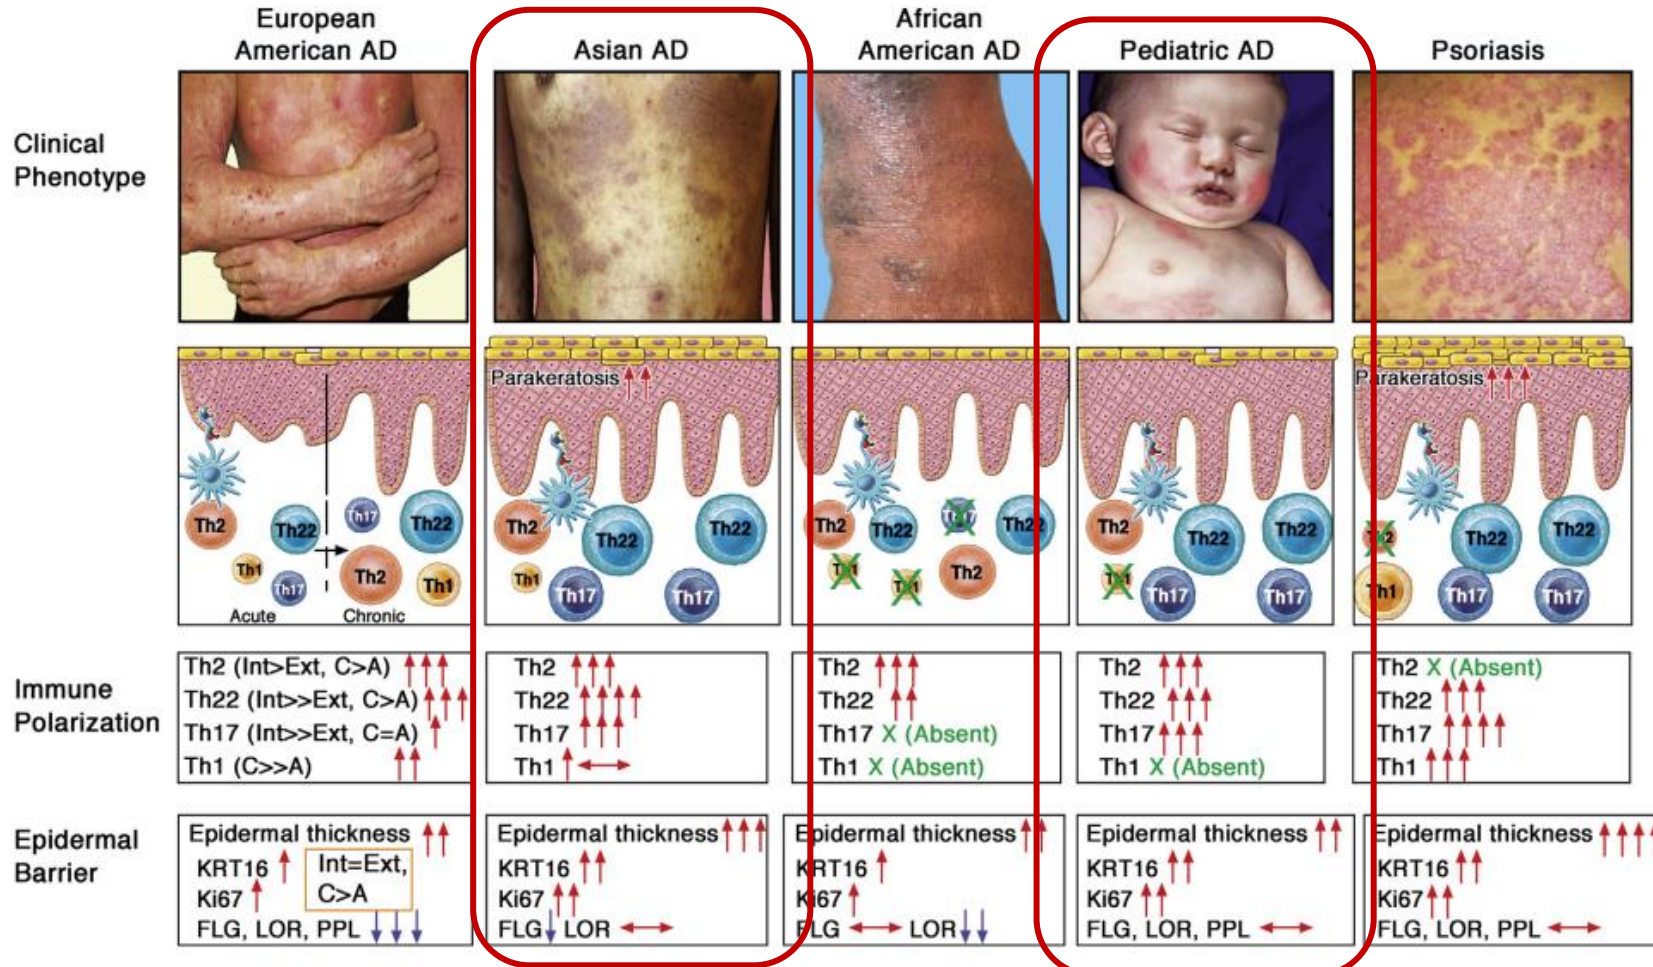 European American AD
Asian AD
African American AD
Pediatric AD
Psoriasis
Clinical Phenotype
Parakeratosis
Parakeratosis
Th2
Th22
Th1
Th17
Acute
Th17
Th22
Th2
Th1
Chronic
Th2
Th22
Th22
Th1
Th17
Th17
Th2
Th22
Th17
Th22
Th1
Th1
Th2
Th2
Th22
Th22
Th1
Th17
Th17
Th2
Th22
Th22
Th1
Th17
Th17
Immune Polarization
Th2 (Int>Ext, C>A) ↑↑↑
Th22 (Int>>Ext, C>A) ↑↑↑
Th17 (Int>>Ext, C=A) ↑
Th1 (C>>A) ↑↑
Th2 ↑↑↑
Th22 ↑↑↑↑
Th17 ↑↑↑
Th1 ↑ ↔
Th2 ↑↑↑
Th22 ↑↑
Th17 X (Absent)
Th1 X (Absent)
Th2 ↑↑↑
Th22 ↑↑↑
Th17 ↑↑↑
Th1 X (Absent)
Th2 X (Absent)
Th22 ↑↑↑
Th17 ↑↑↑↑
Th1 ↑↑↑
Epidermal Barrier
Epidermal thickness ↑↑
KRT16 ↑
Ki67 ↑
Int=Ext,
C>A
FLG, LOR, PPL ↓↓↓
Epidermal thickness ↑↑↑
KRT16 ↑↑
Ki67 ↑↑
FLG ↓ LOR ↔
Epidermal thickness ↑↑
KRT16 ↑
Ki67 ↑
FLG ↔ LOR ↓↓
Epidermal thickness ↑↑
KRT16 ↑↑
Ki67 ↑↑
FLG, LOR, PPL ↔
Epidermal thickness ↑↑↑↑
KRT16 ↑↑
Ki67 ↑↑
FLG, LOR, PPL ↔